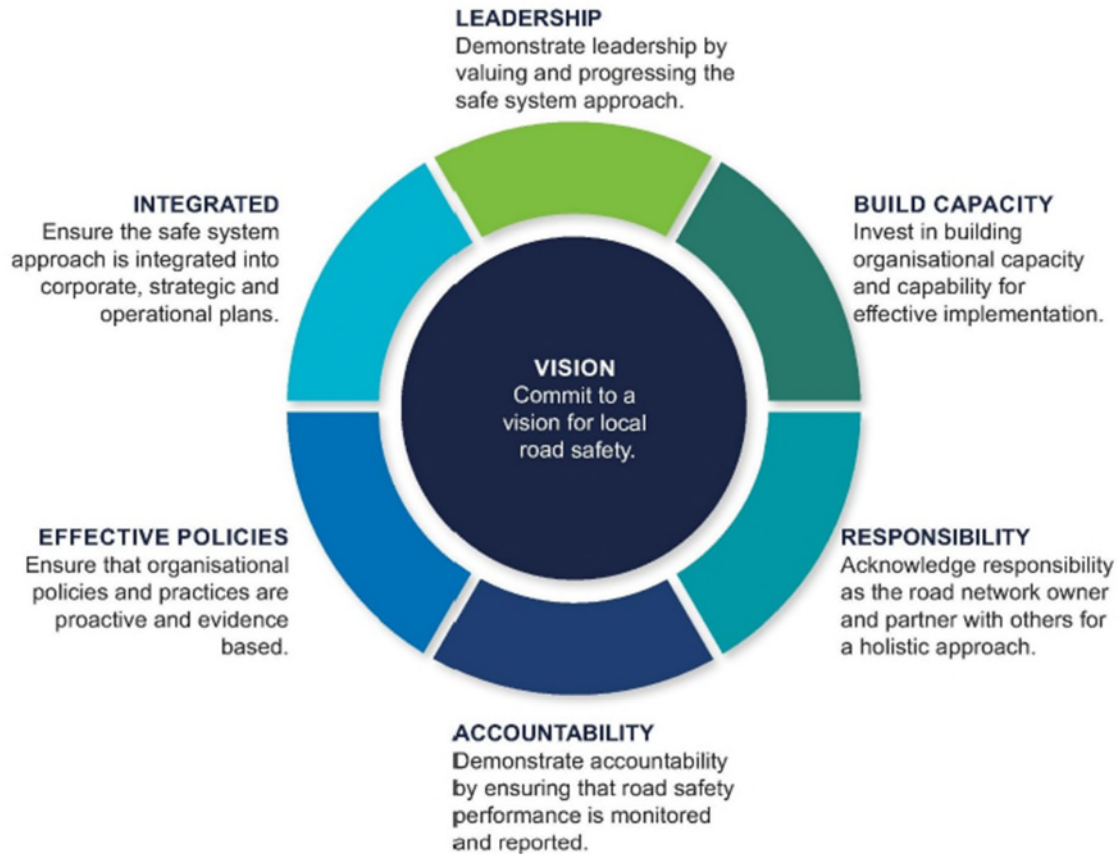 LEADERSHIP
Demonstrate leadership by
valuing and progressing the
safe system approach.
INTEGRATED
Ensure the safe system
approach is integrated into
corporate, strategic and
operational plans.
BUILD CAPACITY
Invest in building
organisational capacity
and capability for
effective implementation.
VISION
Commit to a
vision for local
road safety.
EFFECTIVE POLICIES
Ensure that organisational
policies and practices are
proactive and evidence
based.
RESPONSIBILITY
Acknowledge responsibility
as the road network owner
and partner with others for
a holistic approach.
ACCOUNTABILITY
Demonstrate accountability
by ensuring that road safety
performance is monitored
and reported.